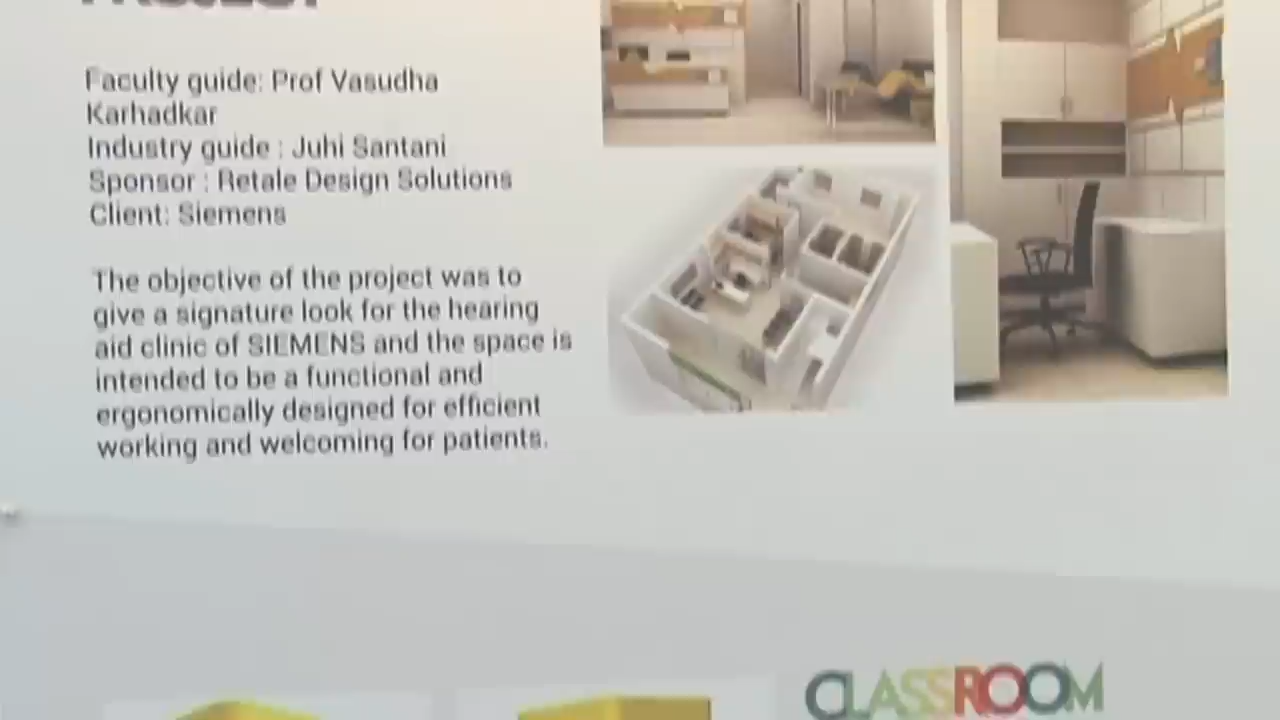 PROJECT
Faculty guide: Prof Vasudha
Karhadkar
Industry guide : Juhi Santani
Sponsor : Retale Design Solutions
Client: Siemens
The objective of the project was to
give a signature look for the hearing
aid clinic of SIEMENS and the space is
intended to be a functional and
ergonomically designed for efficient
working and welcoming for patients.
CLASSROOM